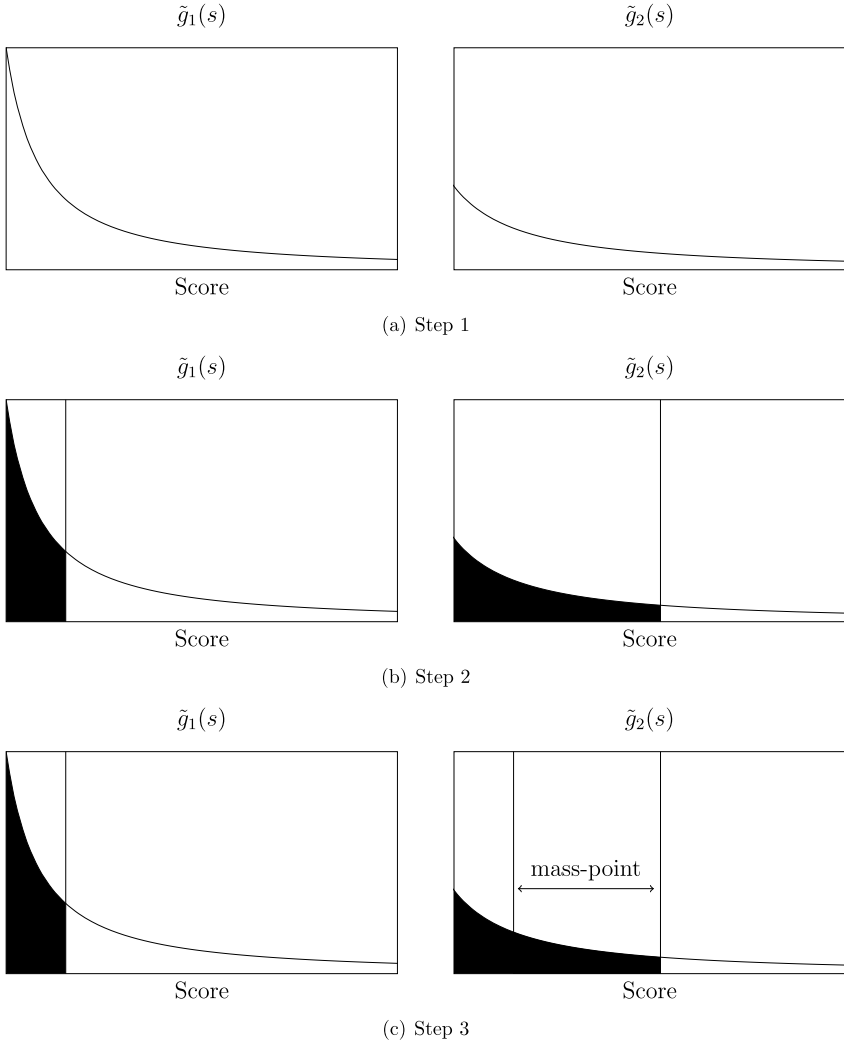 g̃₁(s) g̃₂(s)
Score Score
(a) Step 1
g̃₁(s) g̃₂(s)
Score Score
(b) Step 2
g̃₁(s) g̃₂(s)
mass-point
Score Score
(c) Step 3